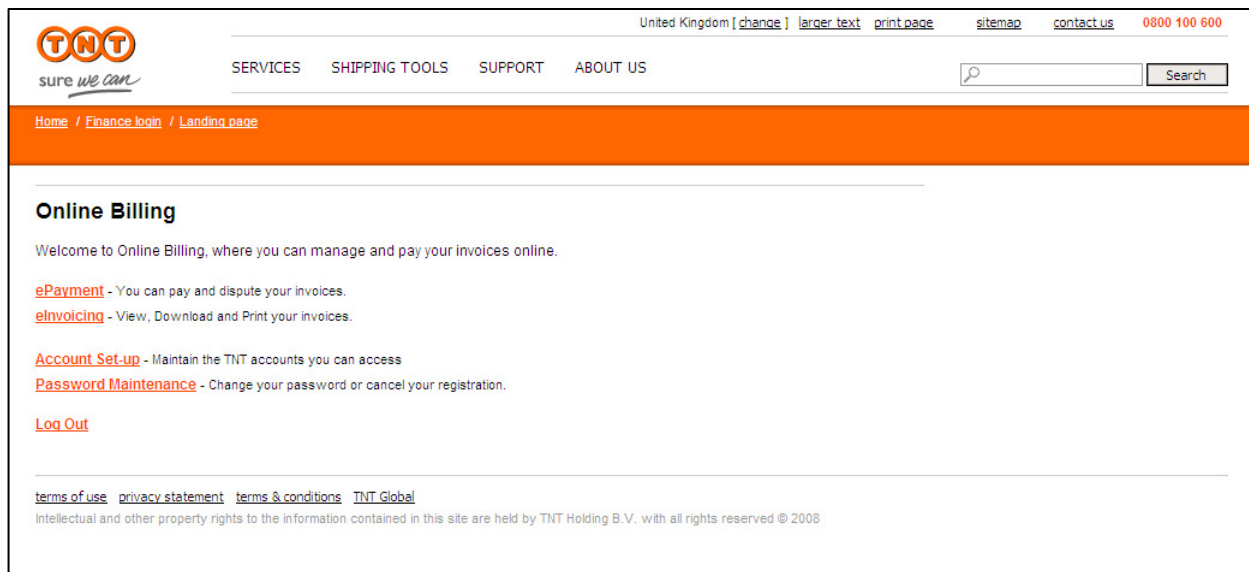 United Kingdom [ change ] larger text print page sitemap contact us 0800 100 600
TNT
sure we can
SERVICES SHIPPING TOOLS SUPPORT ABOUT US
Search
Home / Finance login / Landing page
Online Billing
Welcome to Online Billing, where you can manage and pay your invoices online.
ePayment - You can pay and dispute your invoices.
eInvoicing - View, Download and Print your invoices.
Account Set-up - Maintain the TNT accounts you can access
Password Maintenance - Change your password or cancel your registration.
Log Out
terms of use privacy statement terms & conditions TNT Global
Intellectual and other property rights to the information contained in this site are held by TNT Holding B.V. with all rights reserved © 2008